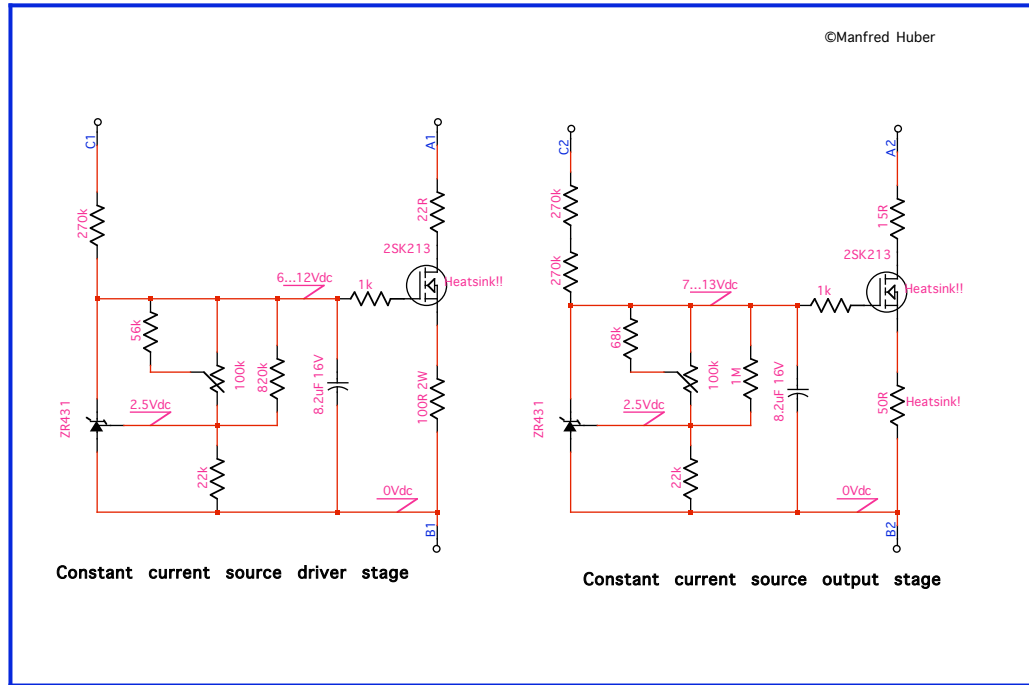 ©Manfred Huber
C1
A1
270k
22R
2SK213
Heatsink!!
6...12Vdc
1k
56k
100k
820k
8.2uF 16V
100R 2W
ZR431
2.5Vdc
22k
0Vdc
B1
Constant current source driver stage
C2
A2
270k
270k
15R
2SK213
Heatsink!!
7...13Vdc
1k
68k
100k
1M
8.2uF 16V
50R
Heatsink!
ZR431
2.5Vdc
22k
0Vdc
B2
Constant current source output stage